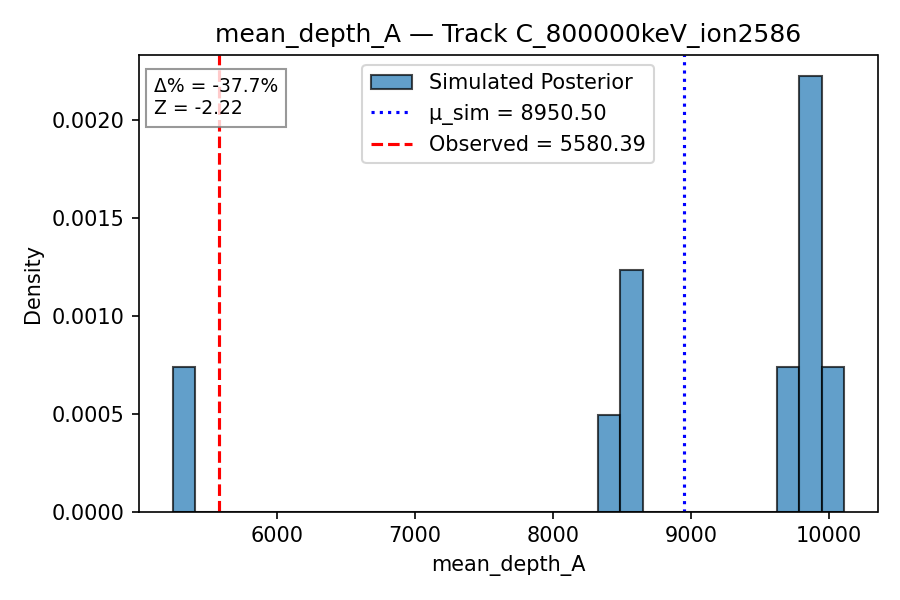 mean_depth_A — Track C_800000keV_ion2586
Δ% = -37.7%
Z = -2.22
Simulated Posterior
μ_sim = 8950.50
Observed = 5580.39
Density
0.0020
0.0015
0.0010
0.0005
0.0000
6000 7000 8000 9000 10000
mean_depth_A